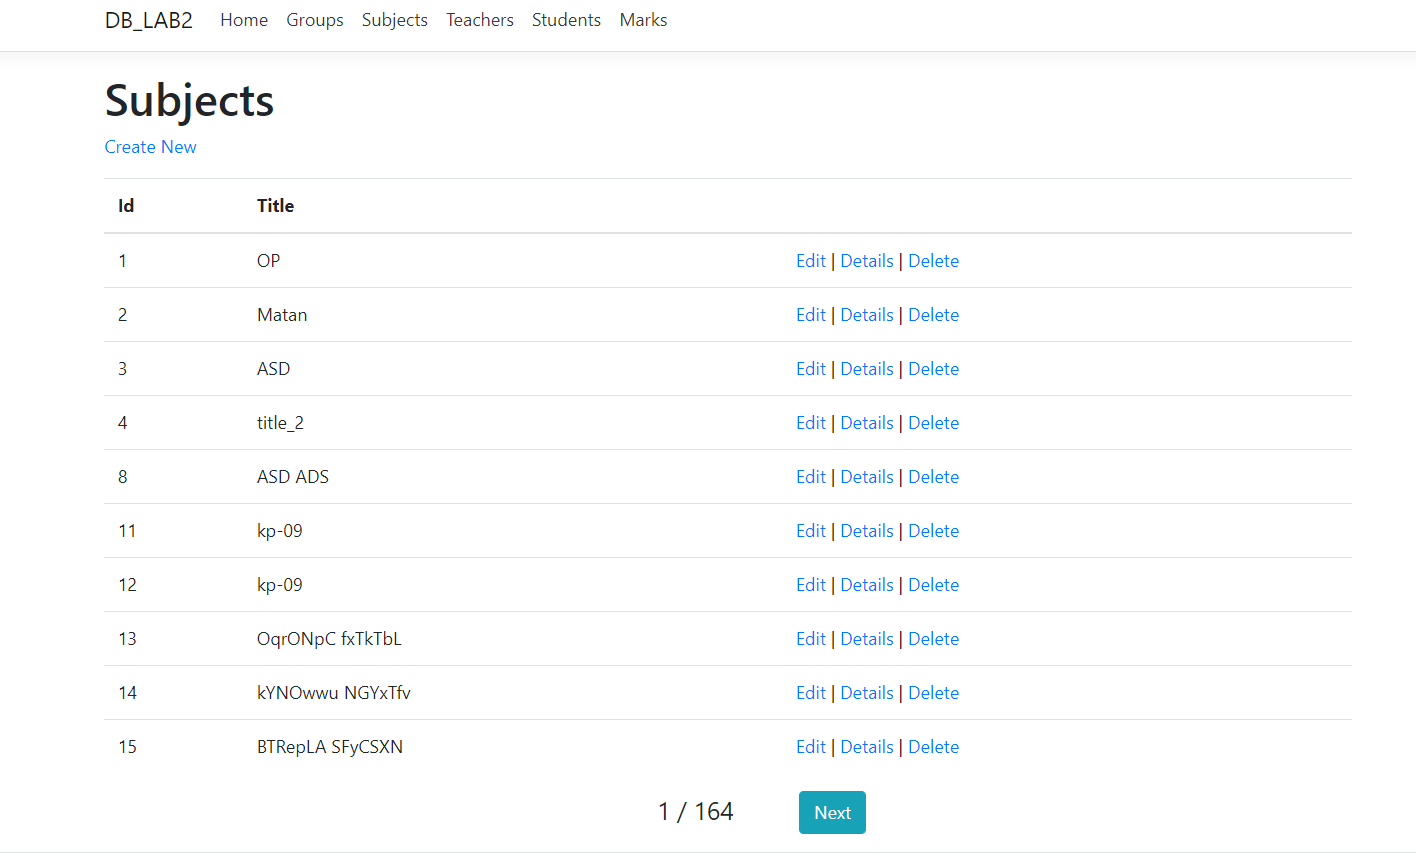 DB_LAB2 Home Groups Subjects Teachers Students Marks
Subjects
Create New
Id Title
1 OP Edit | Details | Delete
2 Matan Edit | Details | Delete
3 ASD Edit | Details | Delete
4 title_2 Edit | Details | Delete
8 ASD ADS Edit | Details | Delete
11 kp-09 Edit | Details | Delete
12 kp-09 Edit | Details | Delete
13 OqrONpC fxTkTbL Edit | Details | Delete
14 kYNOwwu NGYxTfv Edit | Details | Delete
15 BTRepLA SFyCSXN Edit | Details | Delete
1 / 164 Next